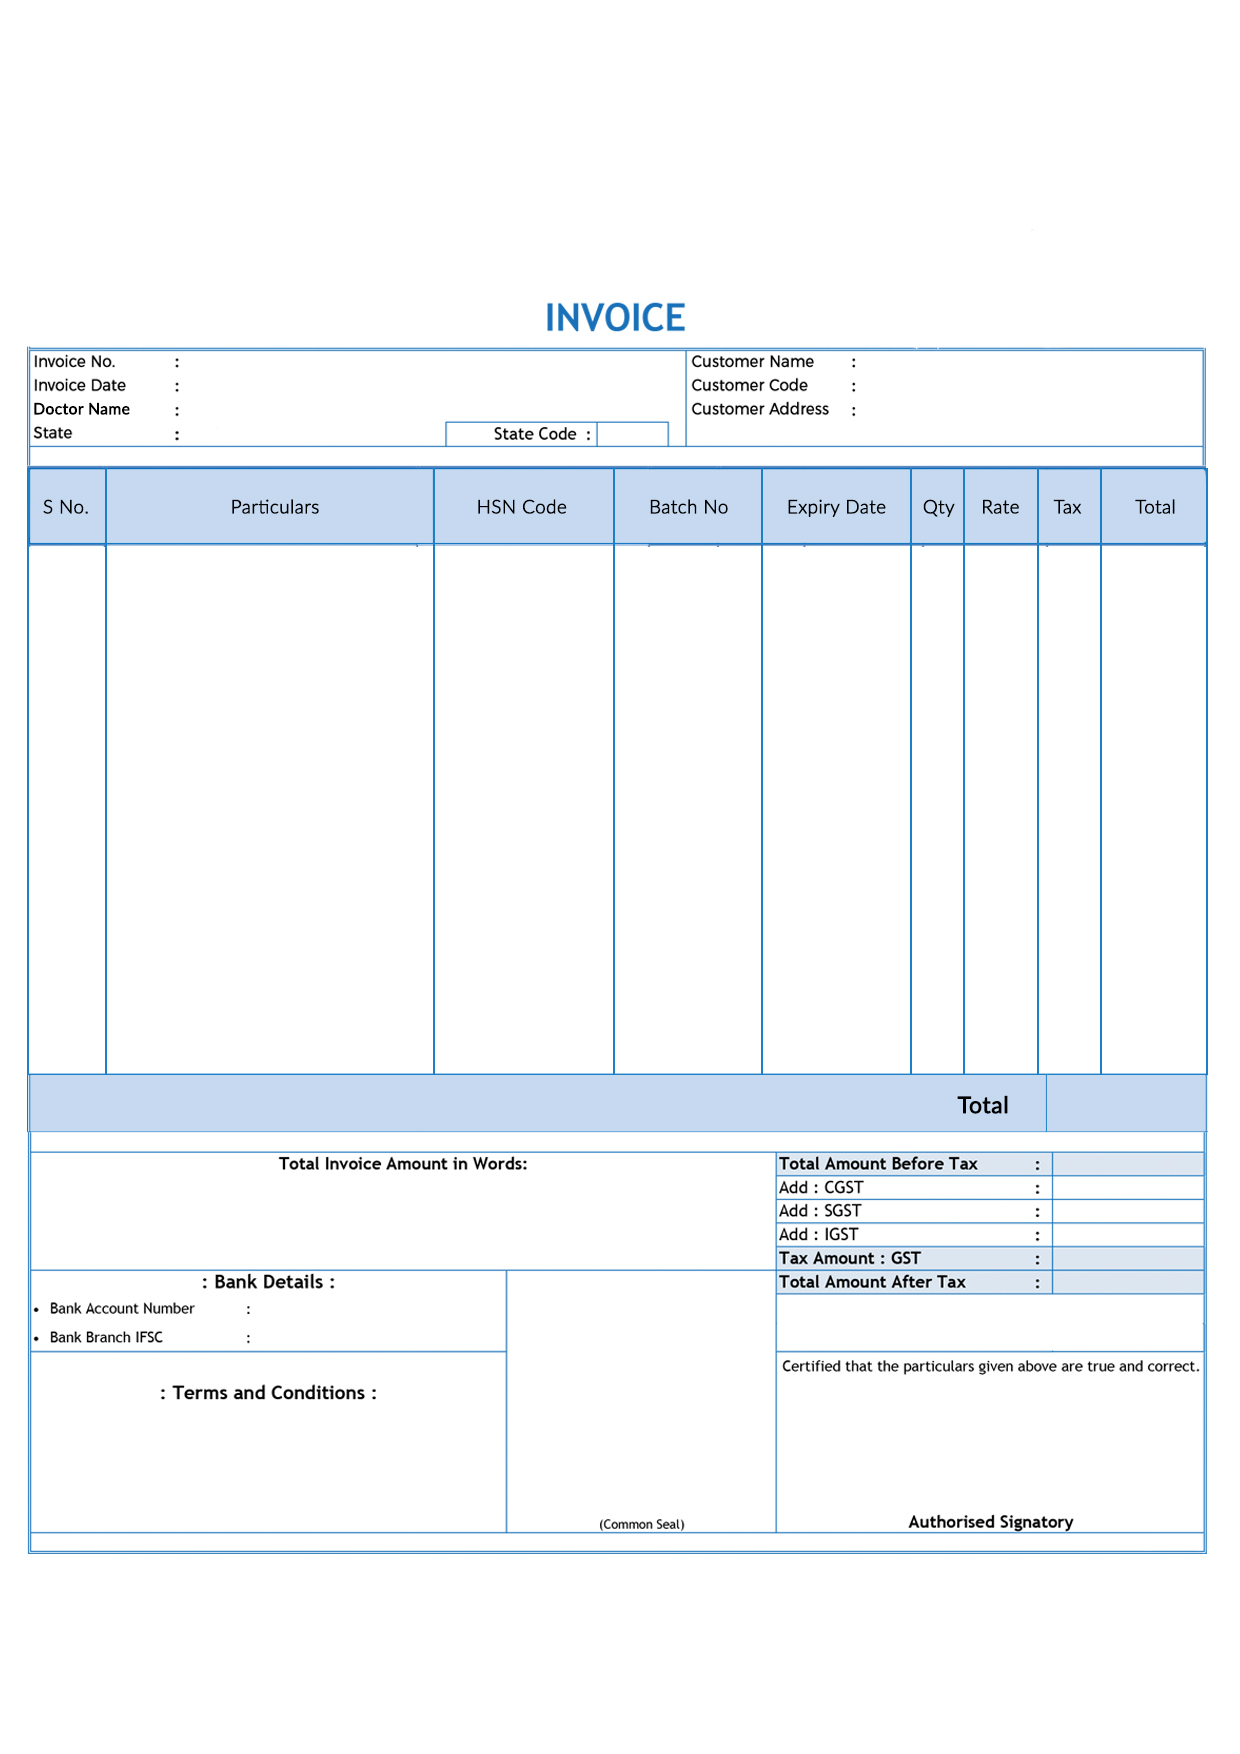 INVOICE
Invoice No. :
Invoice Date :
Doctor Name :
State :
State Code :
Customer Name :
Customer Code :
Customer Address :
S No. Particulars HSN Code Batch No Expiry Date Qty Rate Tax Total
Total
Total Invoice Amount in Words:
Total Amount Before Tax :
Add : CGST :
Add : SGST :
Add : IGST :
Tax Amount : GST :
Total Amount After Tax :
: Bank Details :
• Bank Account Number :
• Bank Branch IFSC :
: Terms and Conditions :
(Common Seal)
Certified that the particulars given above are true and correct.
Authorised Signatory